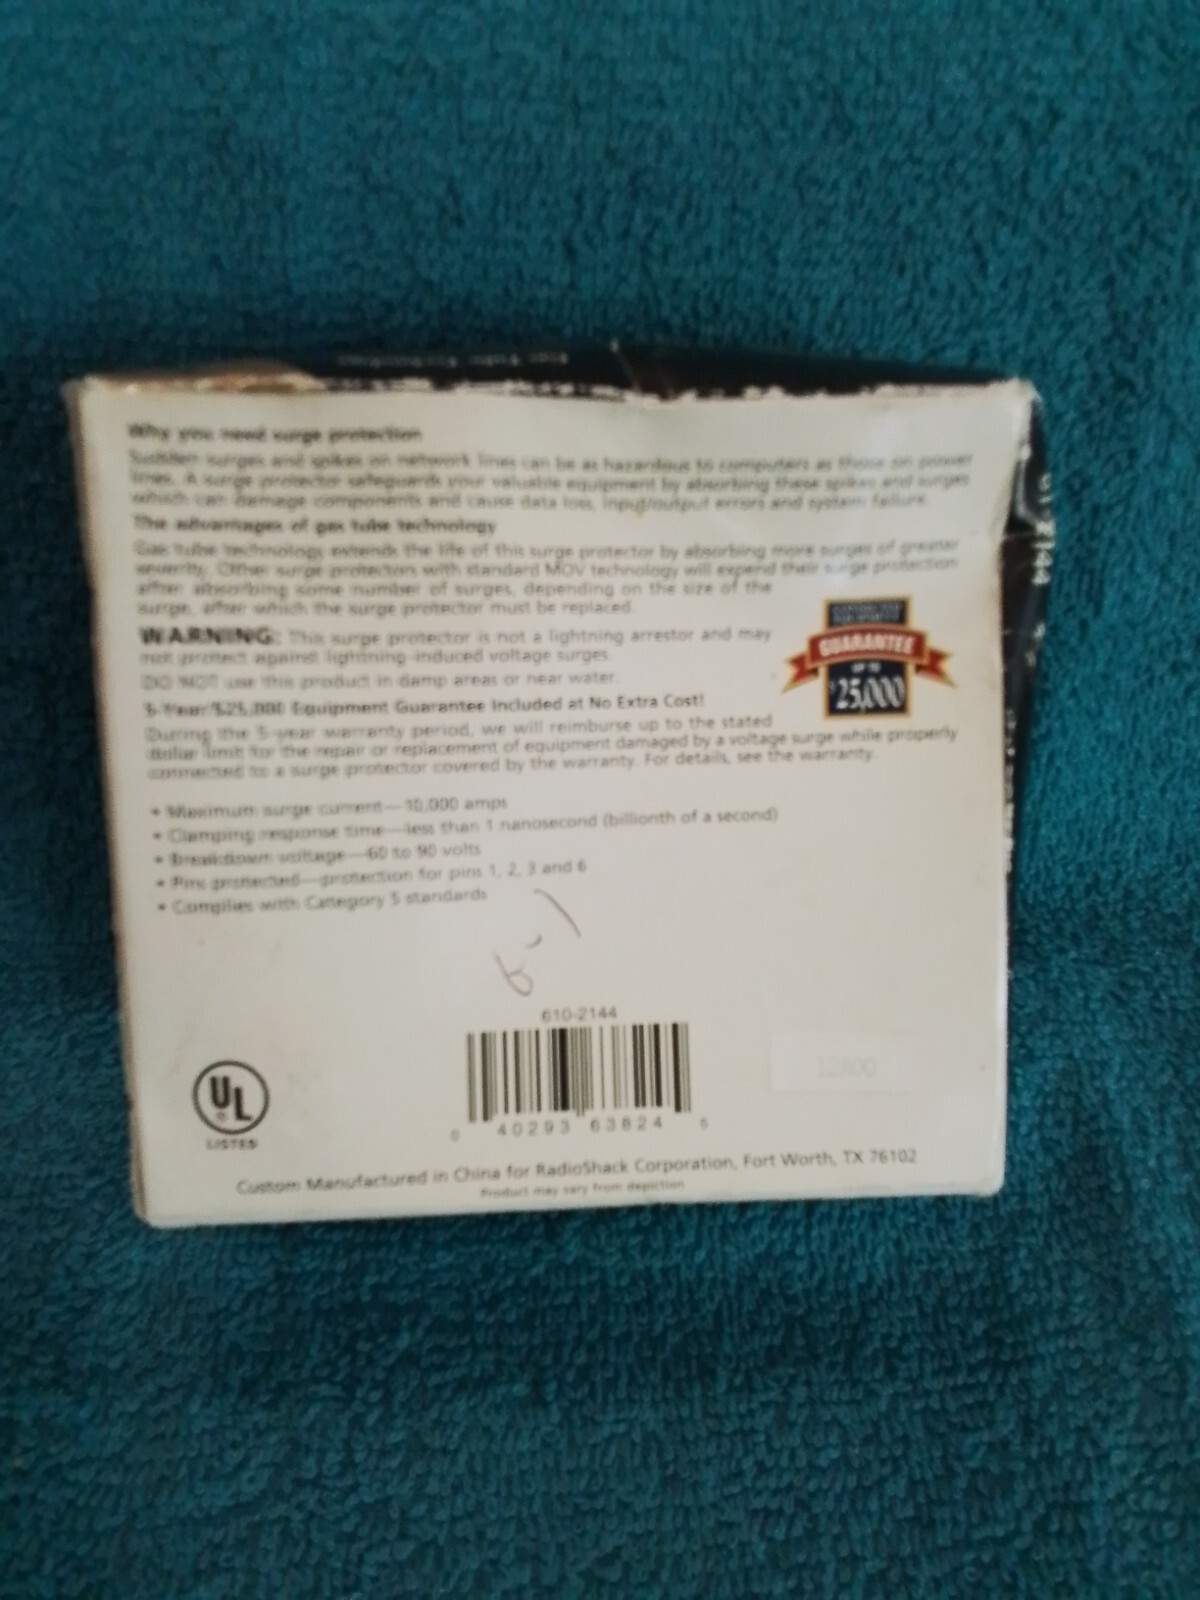 Why you need surge protection
Sudden surges and spikes on network lines can be as hazardous to computers as those on power
lines. A surge protector safeguards your valuable equipment by absorbing these spikes and surges
which can damage components and cause data loss, input/output errors and system failure.
The advantages of gas tube technology
Gas tube technology extends the life of this surge protector by absorbing more surges of greater
severity. Other surge protectors with standard MOV technology will expend their surge protection
after absorbing some number of surges, depending on the size of the
surge, after which the surge protector must be replaced.
WARNING: This surge protector is not a lightning arrestor and may
not protect against lightning-induced voltage surges.
DO NOT use this product in damp areas or near water.
5-Year/$25,000 Equipment Guarantee Included at No Extra Cost!
During the 5-year warranty period, we will reimburse up to the stated
dollar limit for the repair or replacement of equipment damaged by a voltage surge while properly
connected to a surge protector covered by the warranty. For details, see the warranty.
GUARANTEE
UP TO
$25,000
• Maximum surge current—10,000 amps
• Clamping response time—less than 1 nanosecond (billionth of a second)
• Breakdown voltage—60 to 90 volts
• Pins protected—protection for pins 1, 2, 3 and 6
• Complies with Category 5 standards
610-2144
0 40293 63824 5
UL
LISTED
Custom Manufactured in China for RadioShack Corporation, Fort Worth, TX 76102
Product may vary from depiction